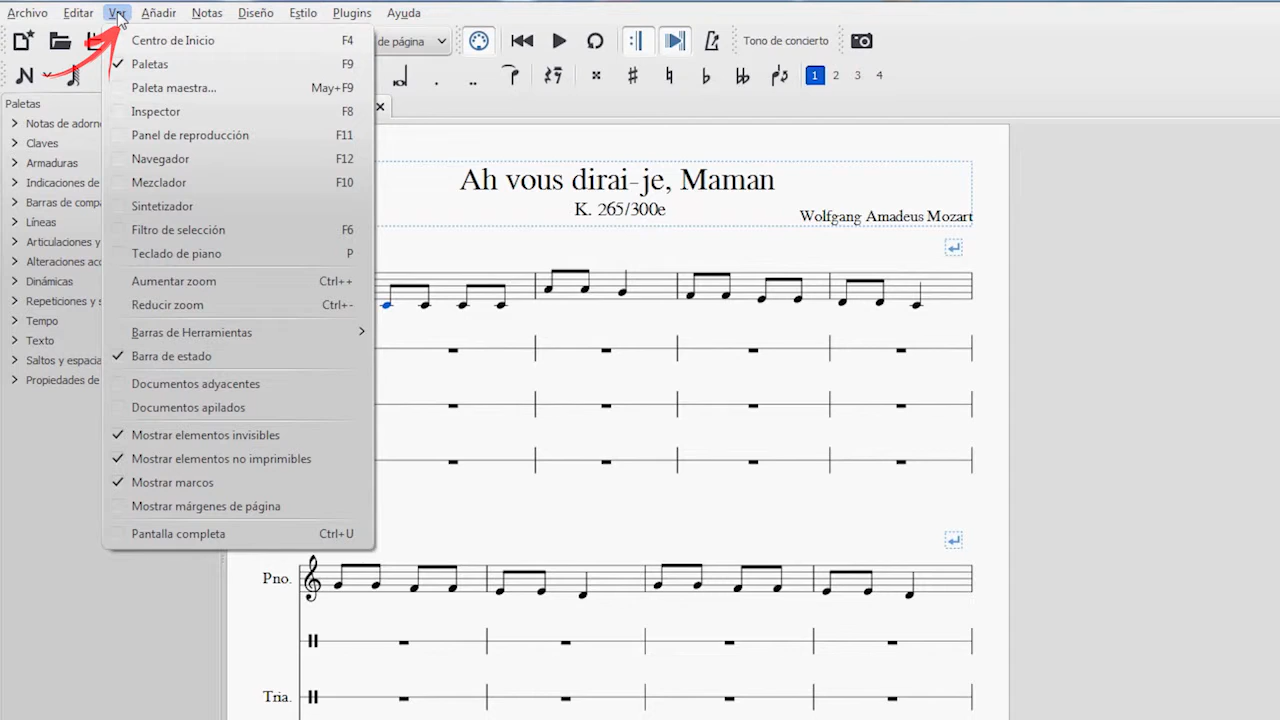 Archivo Editar Ver Añadir Notas Diseño Estilo Plugins Ayuda
de página Tono de concierto
1 2 3 4
Paletas
Notas de adorn
Claves
Armaduras
Indicaciones de
Barras de compa
Líneas
Articulaciones y
Alteraciones acc
Dinámicas
Repeticiones y s
Tempo
Texto
Saltos y espacia
Propiedades de
Centro de Inicio F4
Paletas F9
Paleta maestra... May+F9
Inspector F8
Panel de reproducción F11
Navegador F12
Mezclador F10
Sintetizador
Filtro de selección F6
Teclado de piano P
Aumentar zoom Ctrl++
Reducir zoom Ctrl+-
Barras de Herramientas
Barra de estado
Documentos adyacentes
Documentos apilados
Mostrar elementos invisibles
Mostrar elementos no imprimibles
Mostrar marcos
Mostrar márgenes de página
Pantalla completa Ctrl+U
Ah vous dirai-je, Maman
K. 265/300e
Wolfgang Amadeus Mozart
Pno.
Tria.